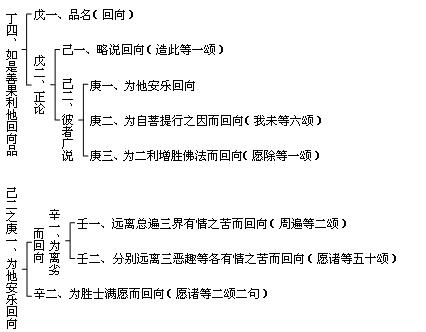 丁四、如是善果利他回向品
戊一、品名（回向）
戊二、正论
己一、略说回向（造此等一颂）
己二、彼者广说
庚一、为他安乐回向
庚二、为自菩提行之因而回向（我未等六颂）
庚三、为二利增胜佛法而回向（愿除等一颂）
己二之庚一、为他安乐回向
辛一、为离劣而回向
壬一、远离总遍三界有情之苦而回向（周遍等二颂）
壬二、分别远离三恶趣等各有情之苦而回向（愿诸等五十颂）
辛二、为胜士满愿而回向（愿诸等二颂二句）